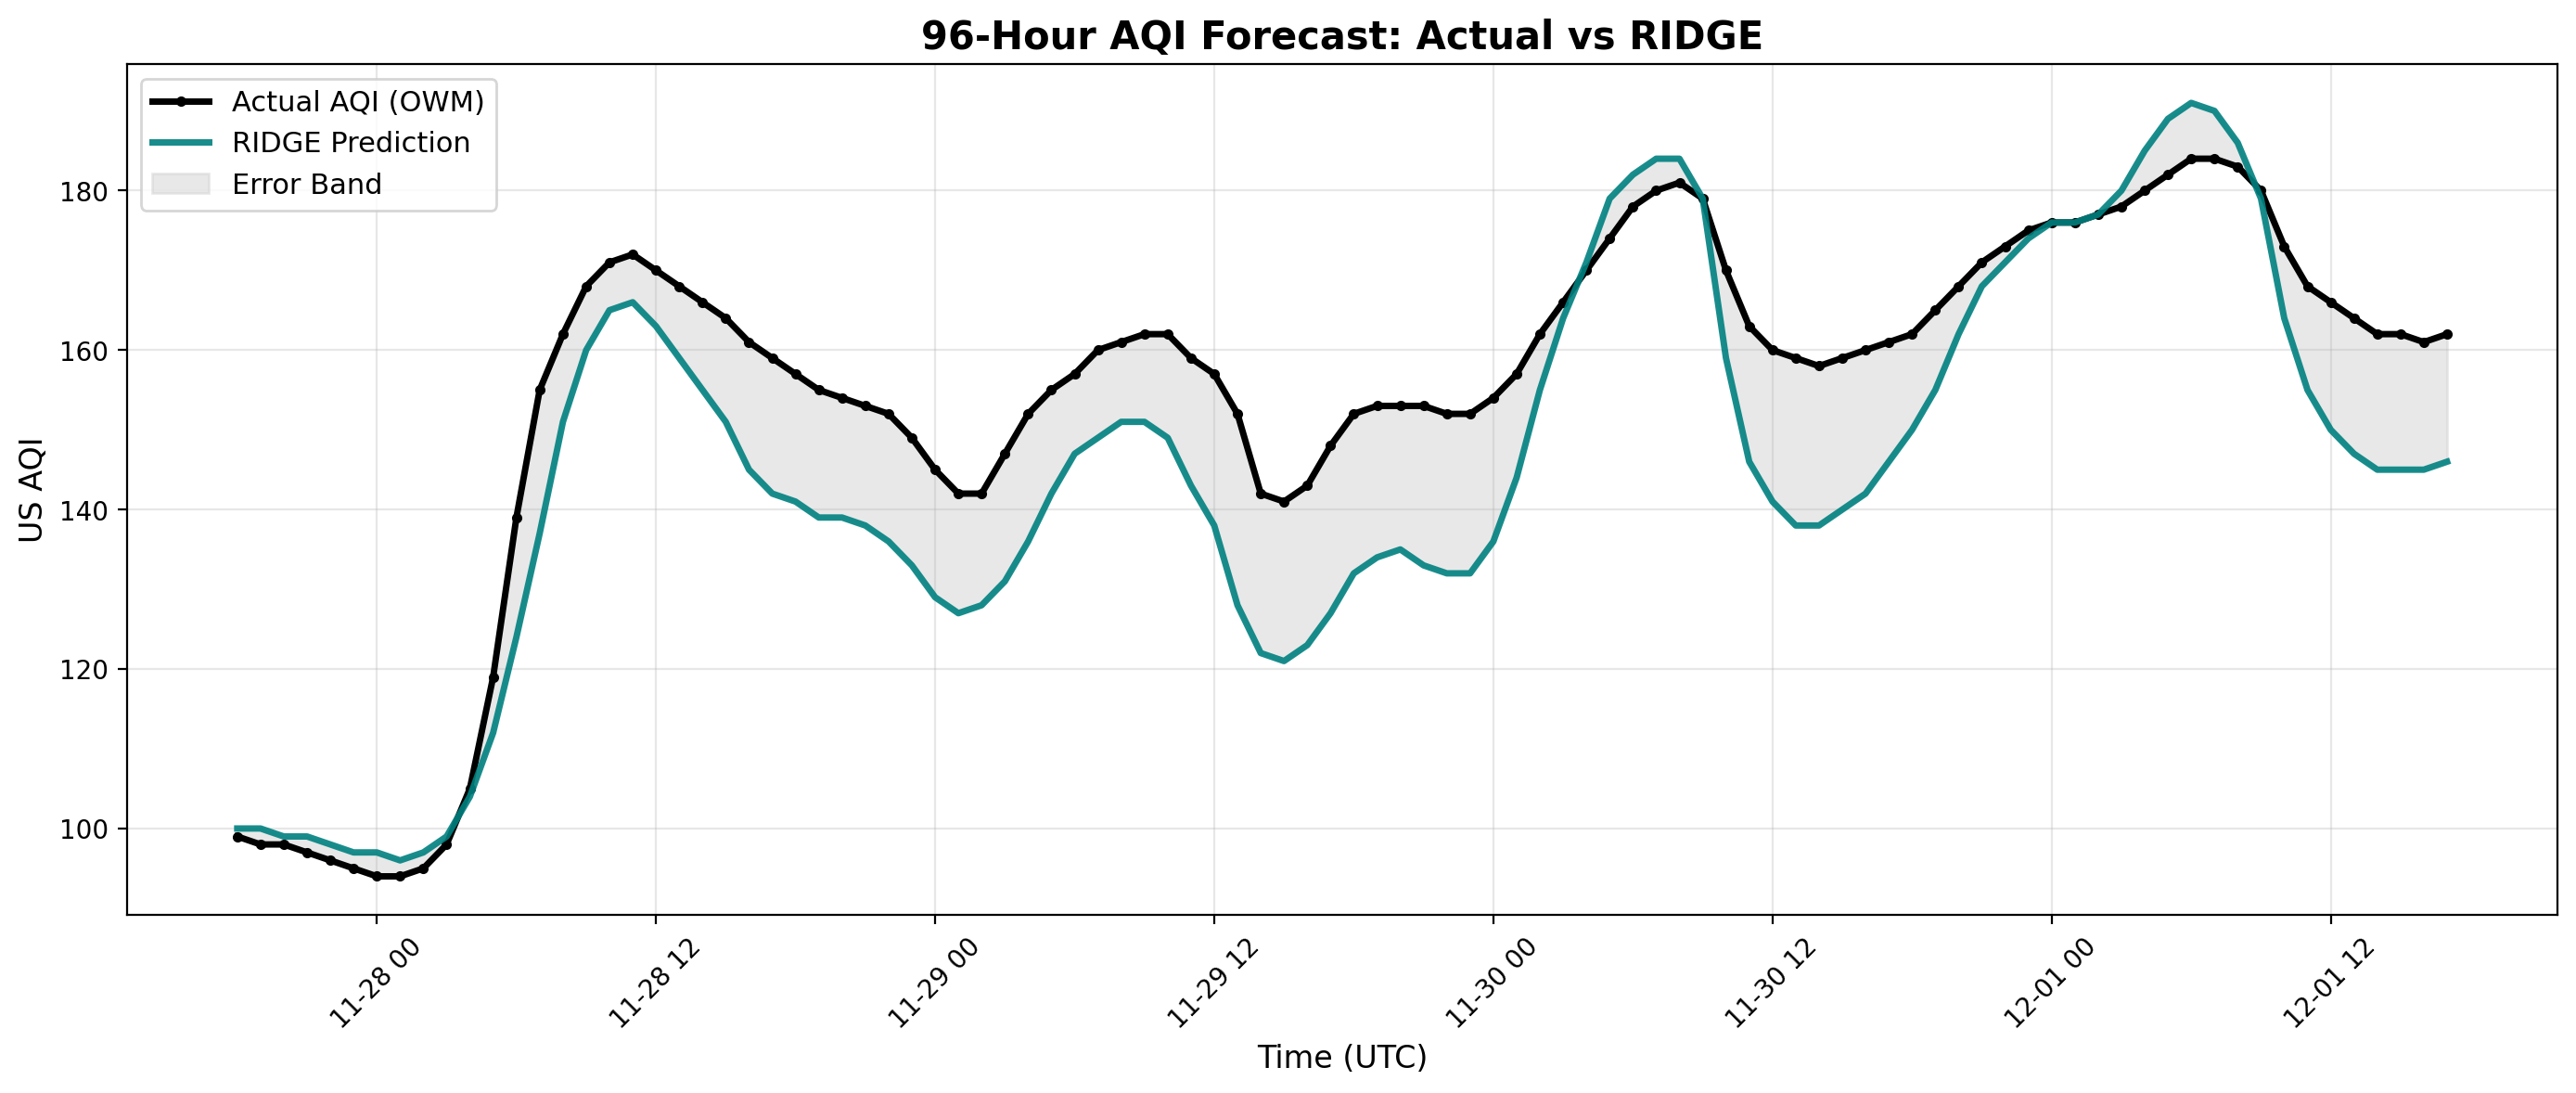 96-Hour AQI Forecast: Actual vs RIDGE
Actual AQI (OWM)
RIDGE Prediction
Error Band
US AQI
180
160
140
120
100
11-28 00
11-28 12
11-29 00
11-29 12
11-30 00
11-30 12
12-01 00
12-01 12
Time (UTC)